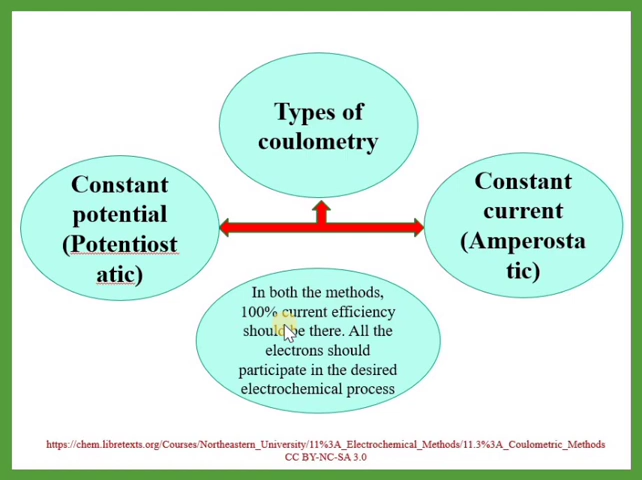 Types of
coulometry
Constant
potential
(Potentiost
atic)
Constant
current
(Amperosta
tic)
In both the methods,
100% current efficiency
should be there. All the
electrons should
participate in the desired
electrochemical process
https://chem.libretexts.org/Courses/Northeastern_University/11%3A_Electrochemical_Methods/11.3%3A_Coulometric_Methods
CC BY-NC-SA 3.0